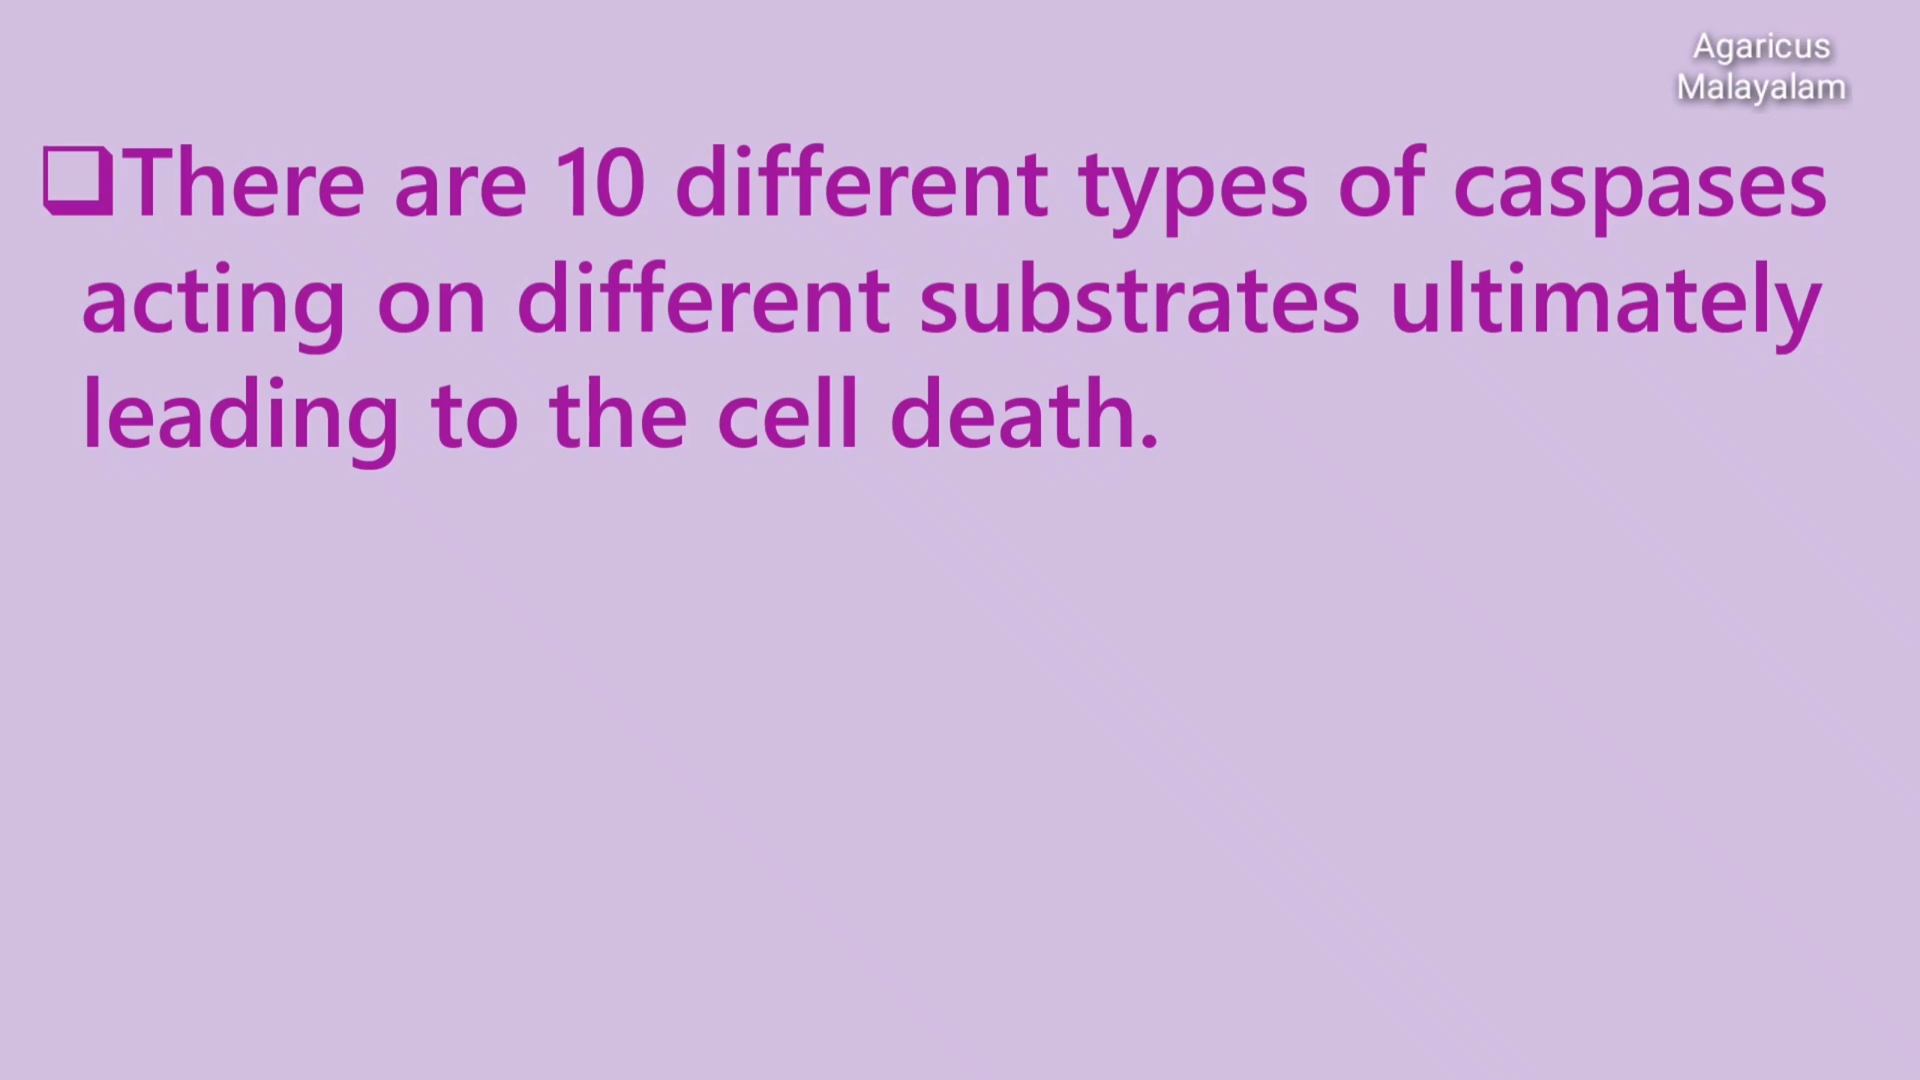 Agaricus
Malayalam
❑There are 10 different types of caspases
acting on different substrates ultimately
leading to the cell death.